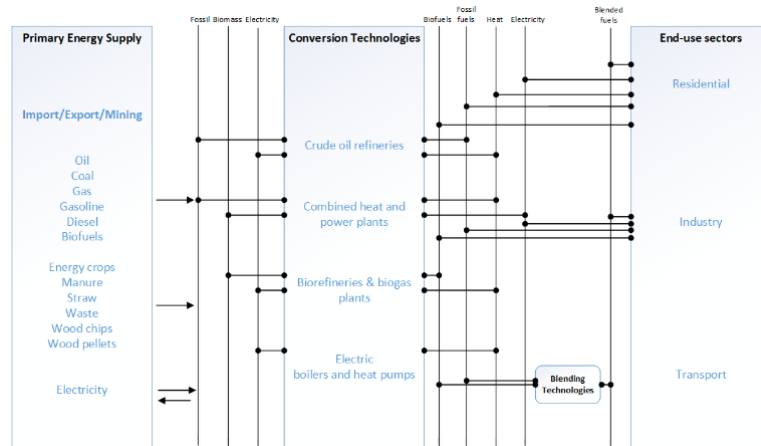 Fossil Biomass Electricity
Biofuels
Fossil
fuels
Heat
Electricity
Blended
fuels
Primary Energy Supply
Conversion Technologies
End-use sectors
Import/Export/Mining
Oil
Coal
Gas
Gasoline
Diesel
Biofuels
Energy crops
Manure
Straw
Waste
Wood chips
Wood pellets
Electricity
Crude oil refineries
Combined heat and
power plants
Biorefineries & biogas
plants
Electric
boilers and heat pumps
Blending
Technologies
Residential
Industry
Transport